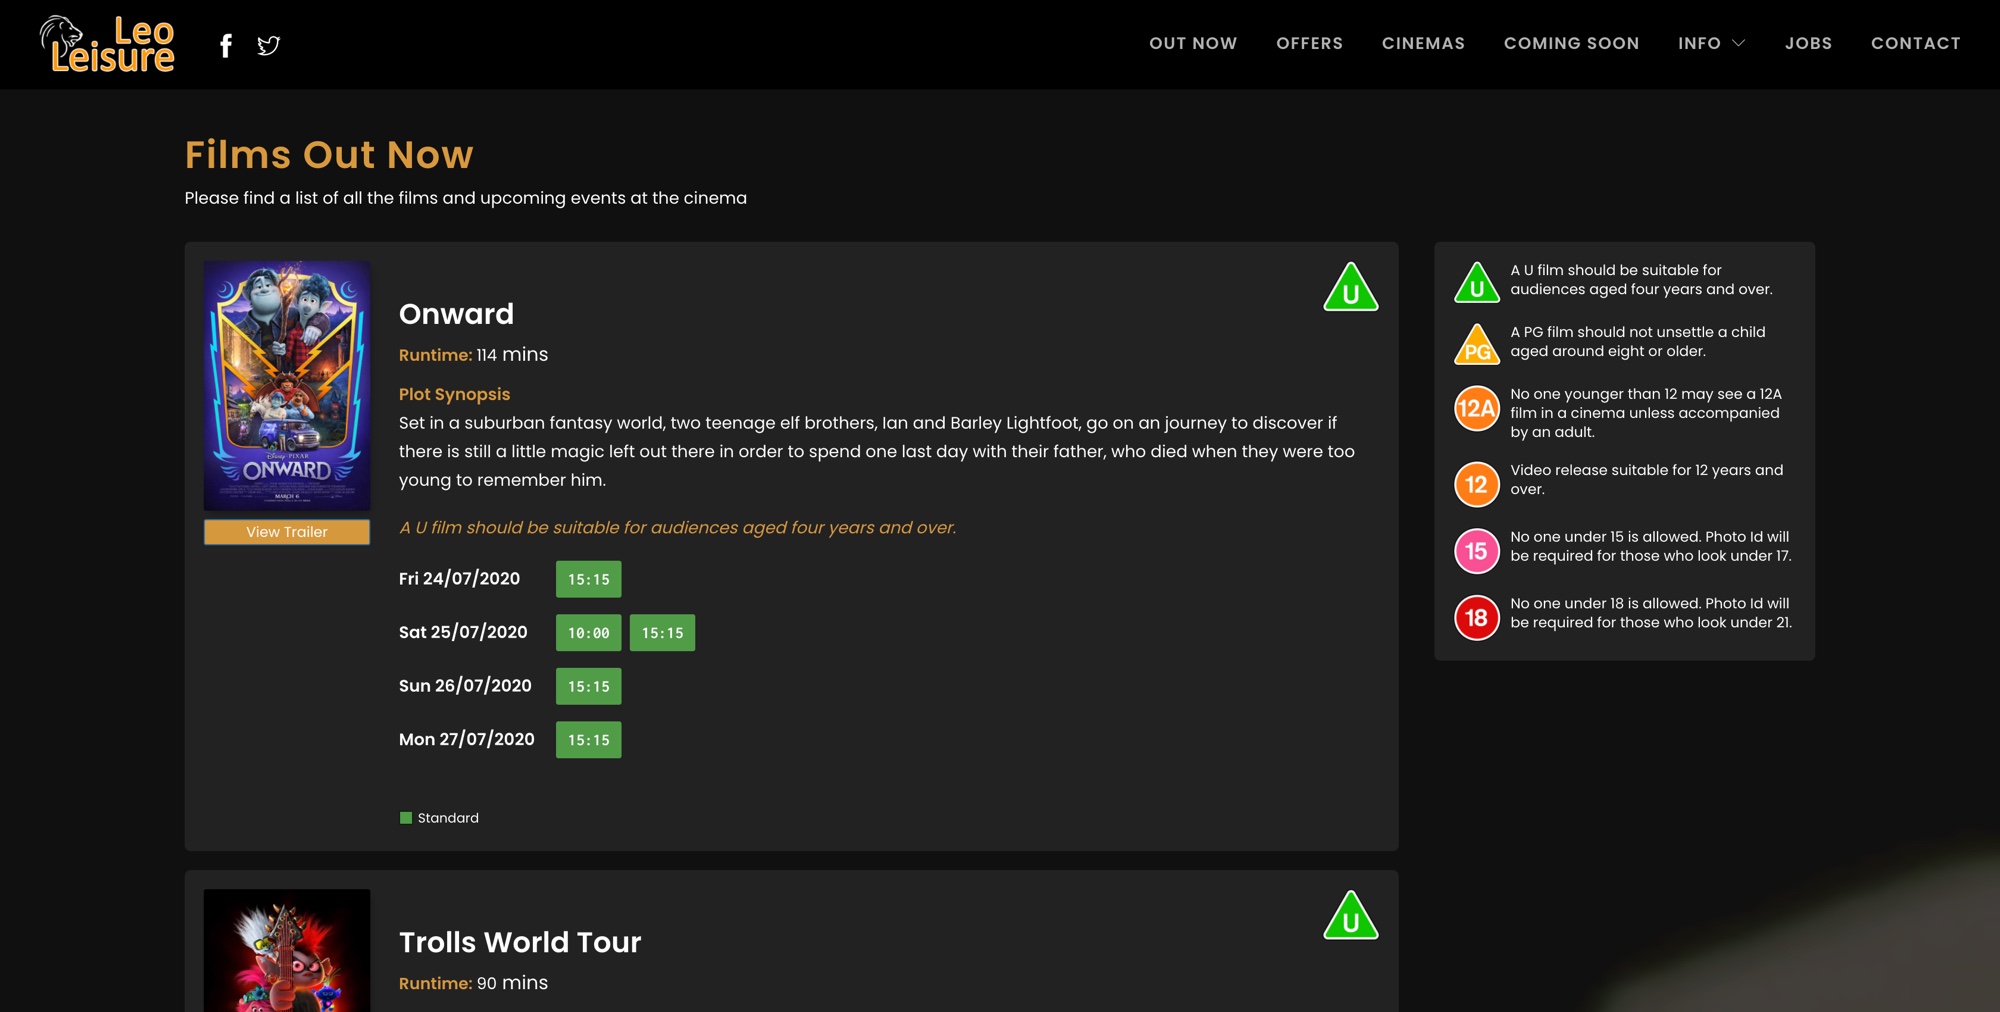 Leo
Leisure
OUT NOW
OFFERS
CINEMAS
COMING SOON
INFO
JOBS
CONTACT
Films Out Now
Please find a list of all the films and upcoming events at the cinema
Disney PIXAR
ONWARD
MARCH 6
View Trailer
U
Onward
Runtime: 114 mins
Plot Synopsis
Set in a suburban fantasy world, two teenage elf brothers, Ian and Barley Lightfoot, go on an journey to discover if
there is still a little magic left out there in order to spend one last day with their father, who died when they were too
young to remember him.
A U film should be suitable for audiences aged four years and over.
Fri 24/07/2020 15:15
Sat 25/07/2020 10:00 15:15
Sun 26/07/2020 15:15
Mon 27/07/2020 15:15
Standard
U
A U film should be suitable for
audiences aged four years and over.
PG
A PG film should not unsettle a child
aged around eight or older.
12A
No one younger than 12 may see a 12A
film in a cinema unless accompanied
by an adult.
12
Video release suitable for 12 years and
over.
15
No one under 15 is allowed. Photo Id will
be required for those who look under 17.
18
No one under 18 is allowed. Photo Id will
be required for those who look under 21.
U
Trolls World Tour
Runtime: 90 mins